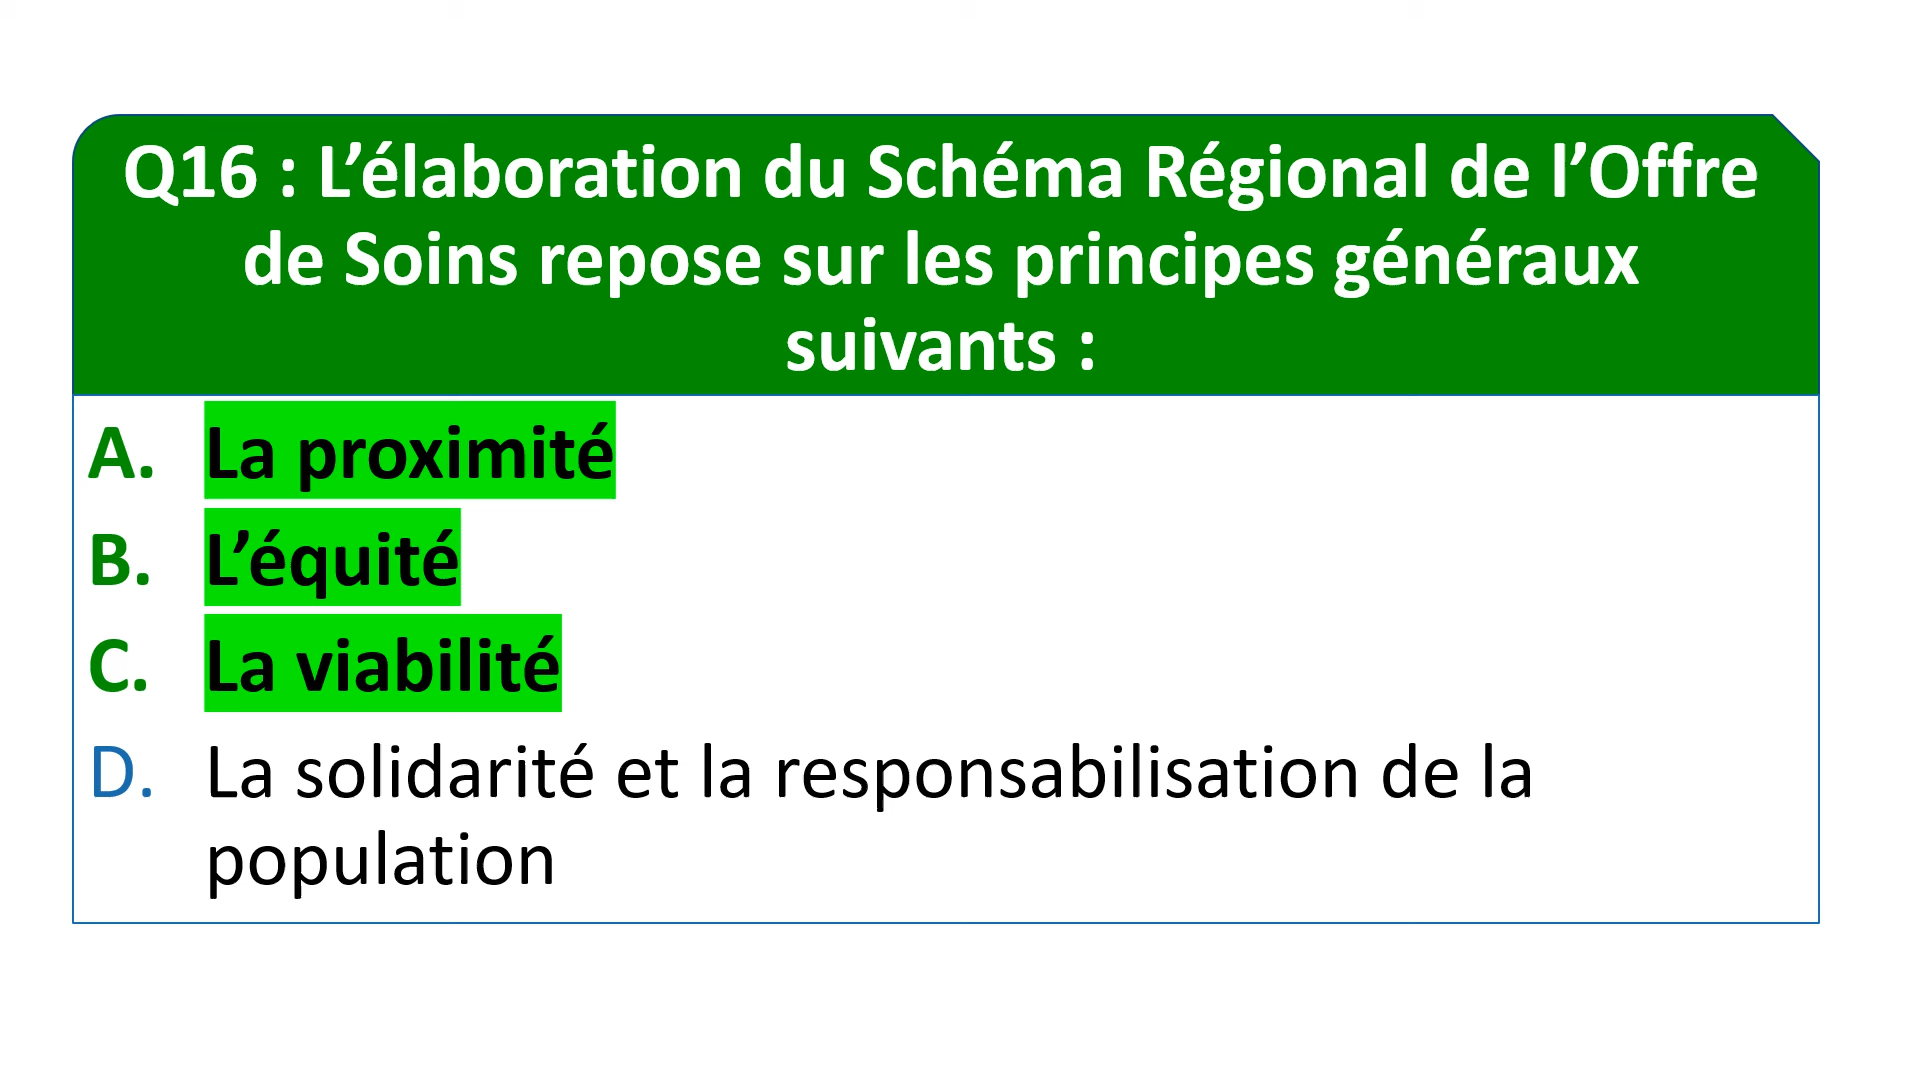 Q16 : L’élaboration du Schéma Régional de l’Offre
de Soins repose sur les principes généraux
suivants :
A. La proximité
B. L’équité
C. La viabilité
D. La solidarité et la responsabilisation de la
population